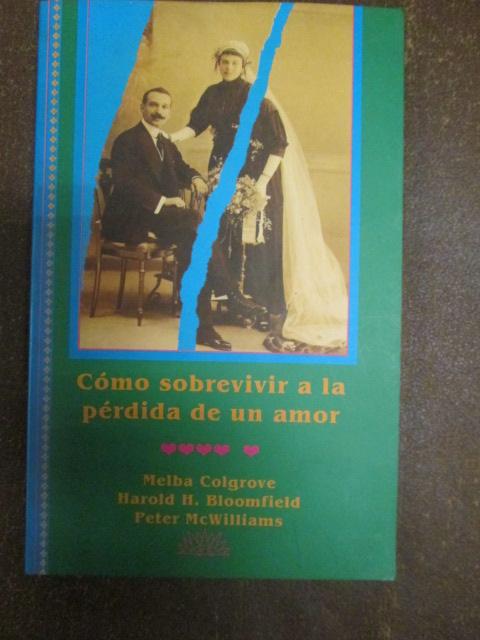 Cómo sobrevivir a la
pérdida de un amor
Melba Colgrove
Harold H. Bloomfield
Peter McWilliams